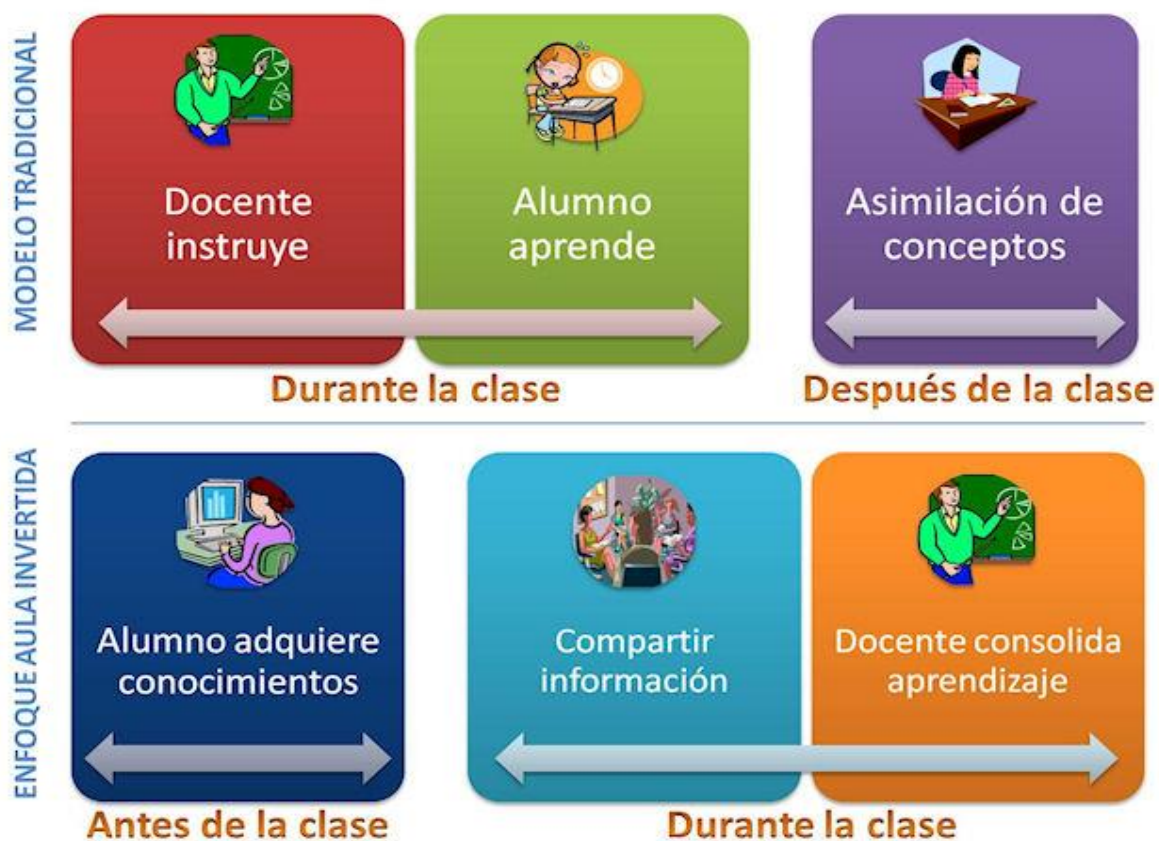 MODELO TRADICIONAL
Docente
instruye
Alumno
aprende
Asimilación de
conceptos
Durante la clase
Después de la clase
ENFOQUE AULA INVERTIDA
Alumno adquiere
conocimientos
Compartir
información
Docente consolida
aprendizaje
Antes de la clase
Durante la clase